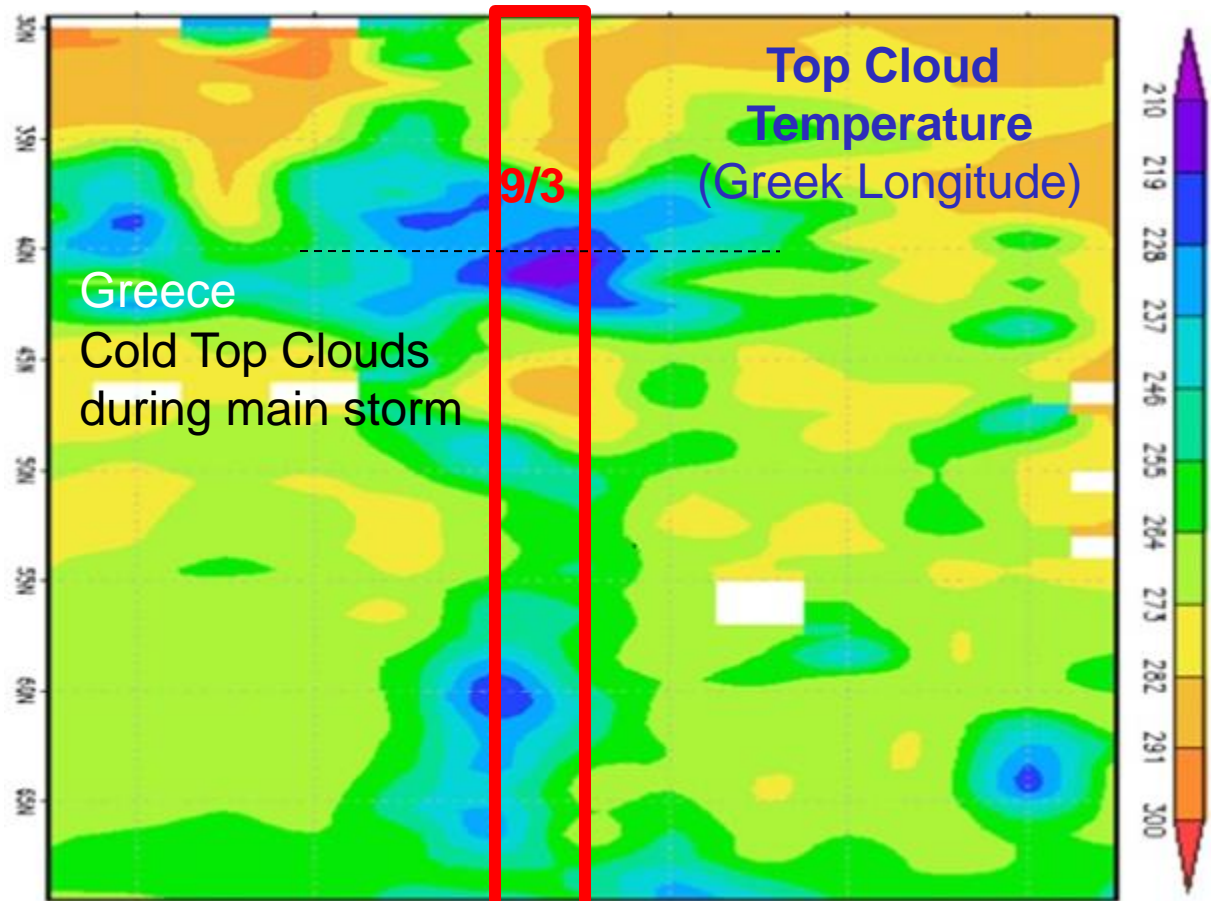 Top Cloud
Temperature
(Greek Longitude)
9/3
Greece
Cold Top Clouds
during main storm
30N
35N
40N
45N
50N
55N
60N
65N
210
219
228
237
246
255
264
273
282
291
300